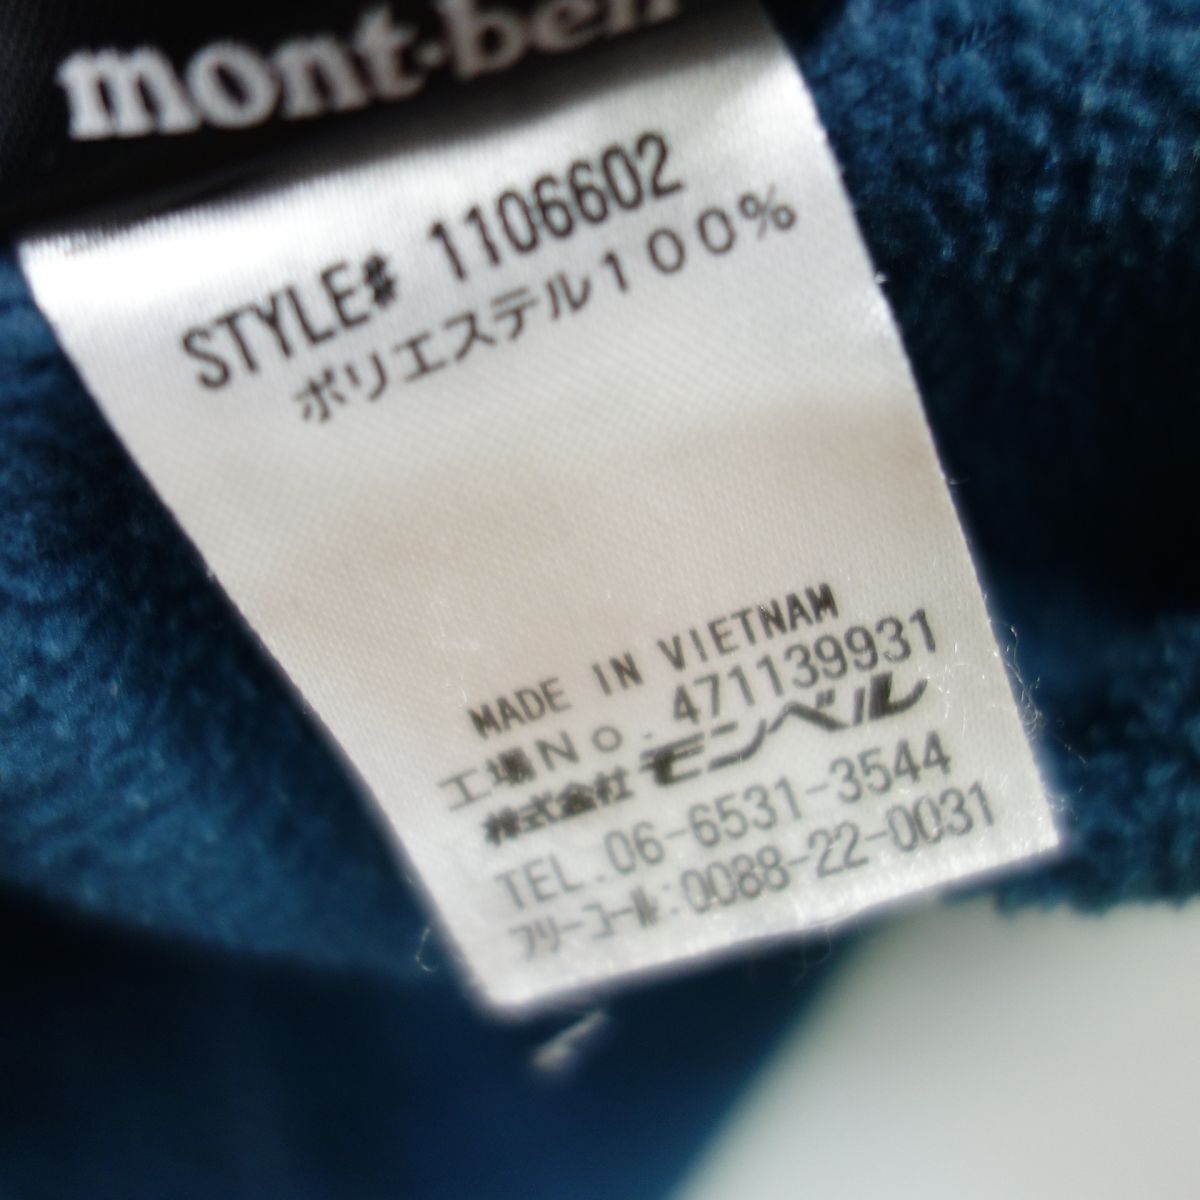 mont-bell
STYLE# 1106602
ポリエステル100%
MADE IN VIETNAM
工場No. 471139931
株式会社モンベル
TEL.06-6531-3544
フリーコール:0088-22-0031